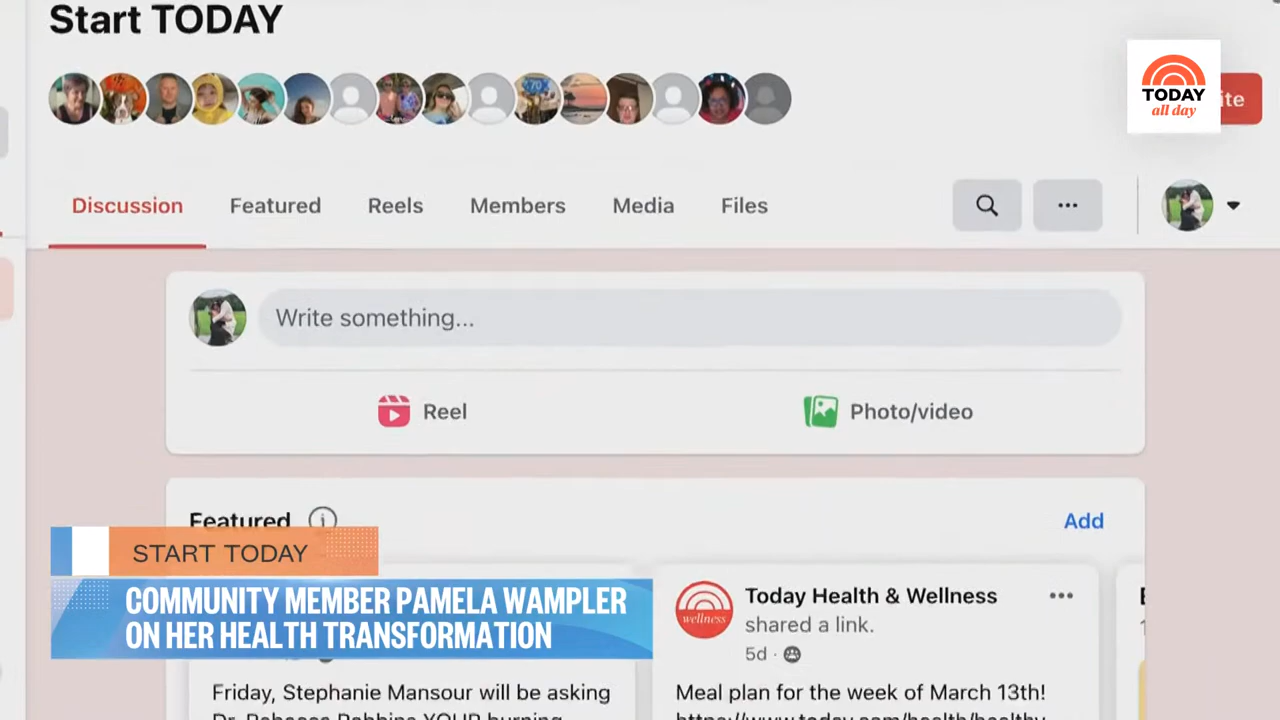 Start TODAY
TODAY
all day
ite
Discussion
Featured
Reels
Members
Media
Files
Write something...
Reel
Photo/video
Featured
Add
START TODAY
COMMUNITY MEMBER PAMELA WAMPLER
ON HER HEALTH TRANSFORMATION
wellness
Today Health & Wellness
shared a link.
5d
Friday, Stephanie Mansour will be asking
Meal plan for the week of March 13th!